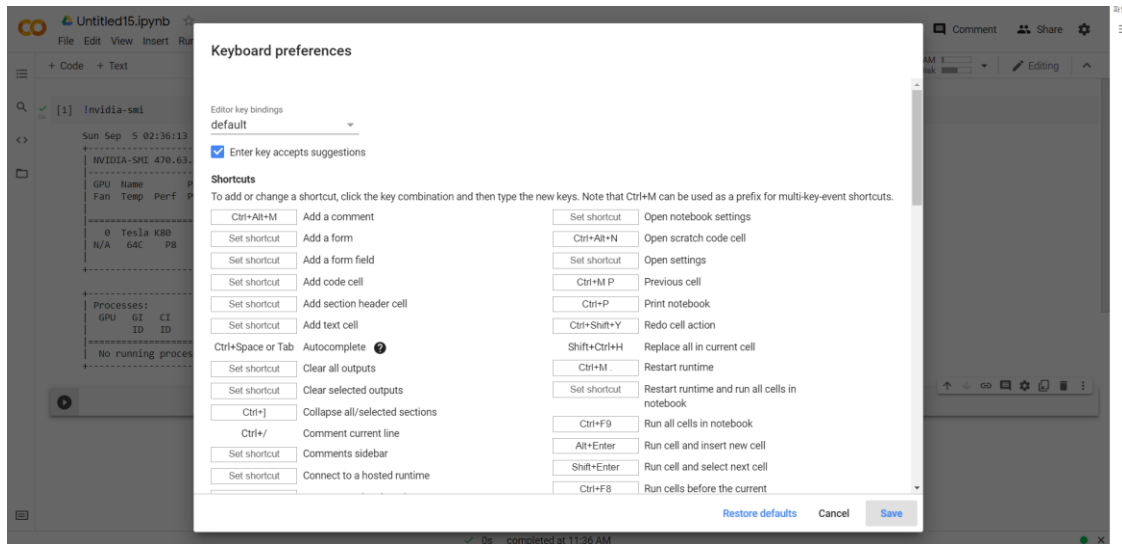 Untitled15.ipynb
File Edit View Insert Ru
Comment Share
+ Code + Text
Editing
[1] !nvidia-smi
0s
Sun Sep 5 02:36:13
NVIDIA-SMI 470.63.
GPU Name P
Fan Temp Perf P
0 Tesla K80
N/A 64C P8
Processes:
GPU GI CI
ID ID
No running proces
Keyboard preferences
Editor key bindings
default
Enter key accepts suggestions
Shortcuts
To add or change a shortcut, click the key combination and then type the new keys. Note that Ctrl+M can be used as a prefix for multi-key-event shortcuts.
Ctrl+Alt+M Add a comment
Set shortcut Add a form
Set shortcut Add a form field
Set shortcut Add code cell
Set shortcut Add section header cell
Set shortcut Add text cell
Ctrl+Space or Tab Autocomplete ?
Set shortcut Clear all outputs
Set shortcut Clear selected outputs
Ctrl+] Collapse all/selected sections
Ctrl+/ Comment current line
Set shortcut Comments sidebar
Set shortcut Connect to a hosted runtime
Set shortcut Open notebook settings
Ctrl+Alt+N Open scratch code cell
Set shortcut Open settings
Ctrl+M P Previous cell
Ctrl+P Print notebook
Ctrl+Shift+Y Redo cell action
Shift+Ctrl+H Replace all in current cell
Ctrl+M . Restart runtime
Set shortcut Restart runtime and run all cells in
notebook
Ctrl+F9 Run all cells in notebook
Alt+Enter Run cell and insert new cell
Shift+Enter Run cell and select next cell
Ctrl+F8 Run cells before the current
Restore defaults Cancel Save
0s completed at 11:36 AM